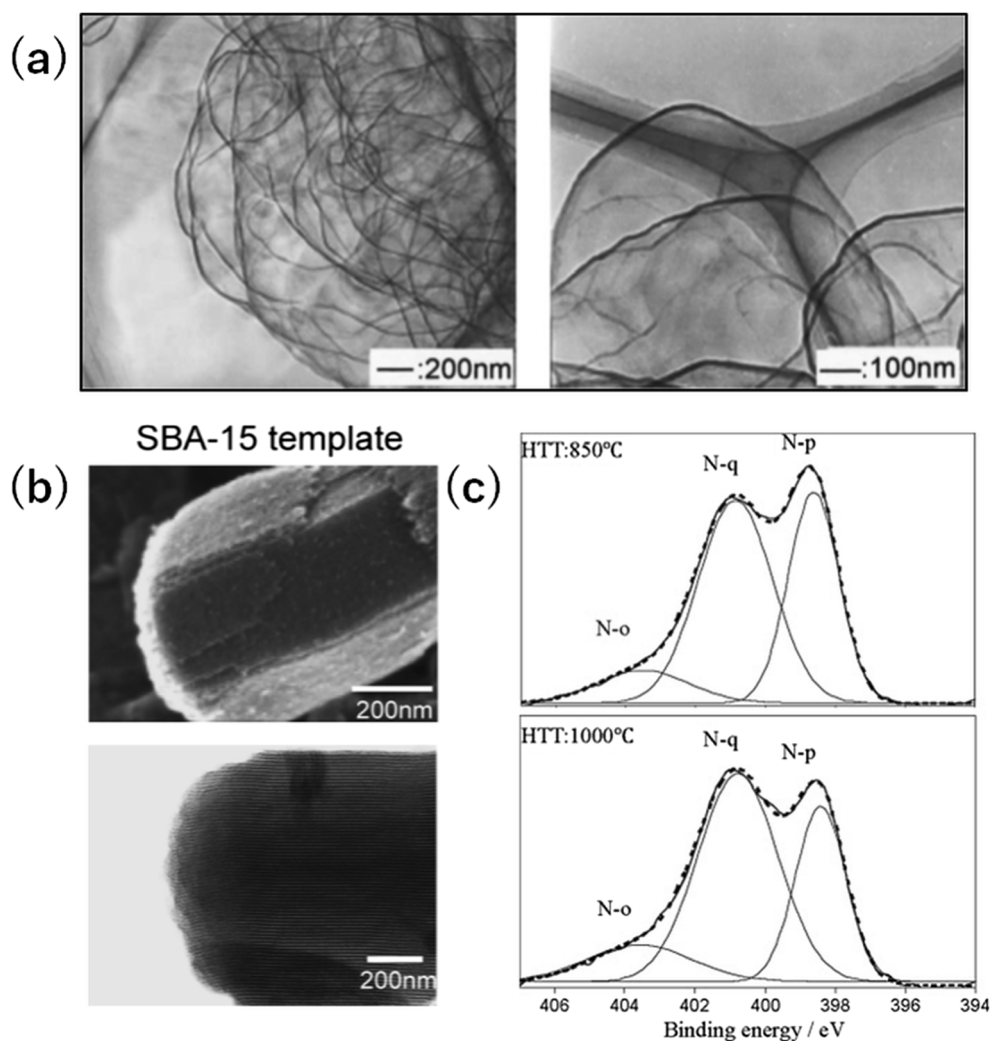 (a)
:200nm
:100nm
SBA-15 template
(b)
200nm
200nm
(c)
HTT:850℃
N-p
N-q
N-o
HTT:1000℃
N-q
N-p
N-o
406 404 402 400 398 396 394
Binding energy / eV